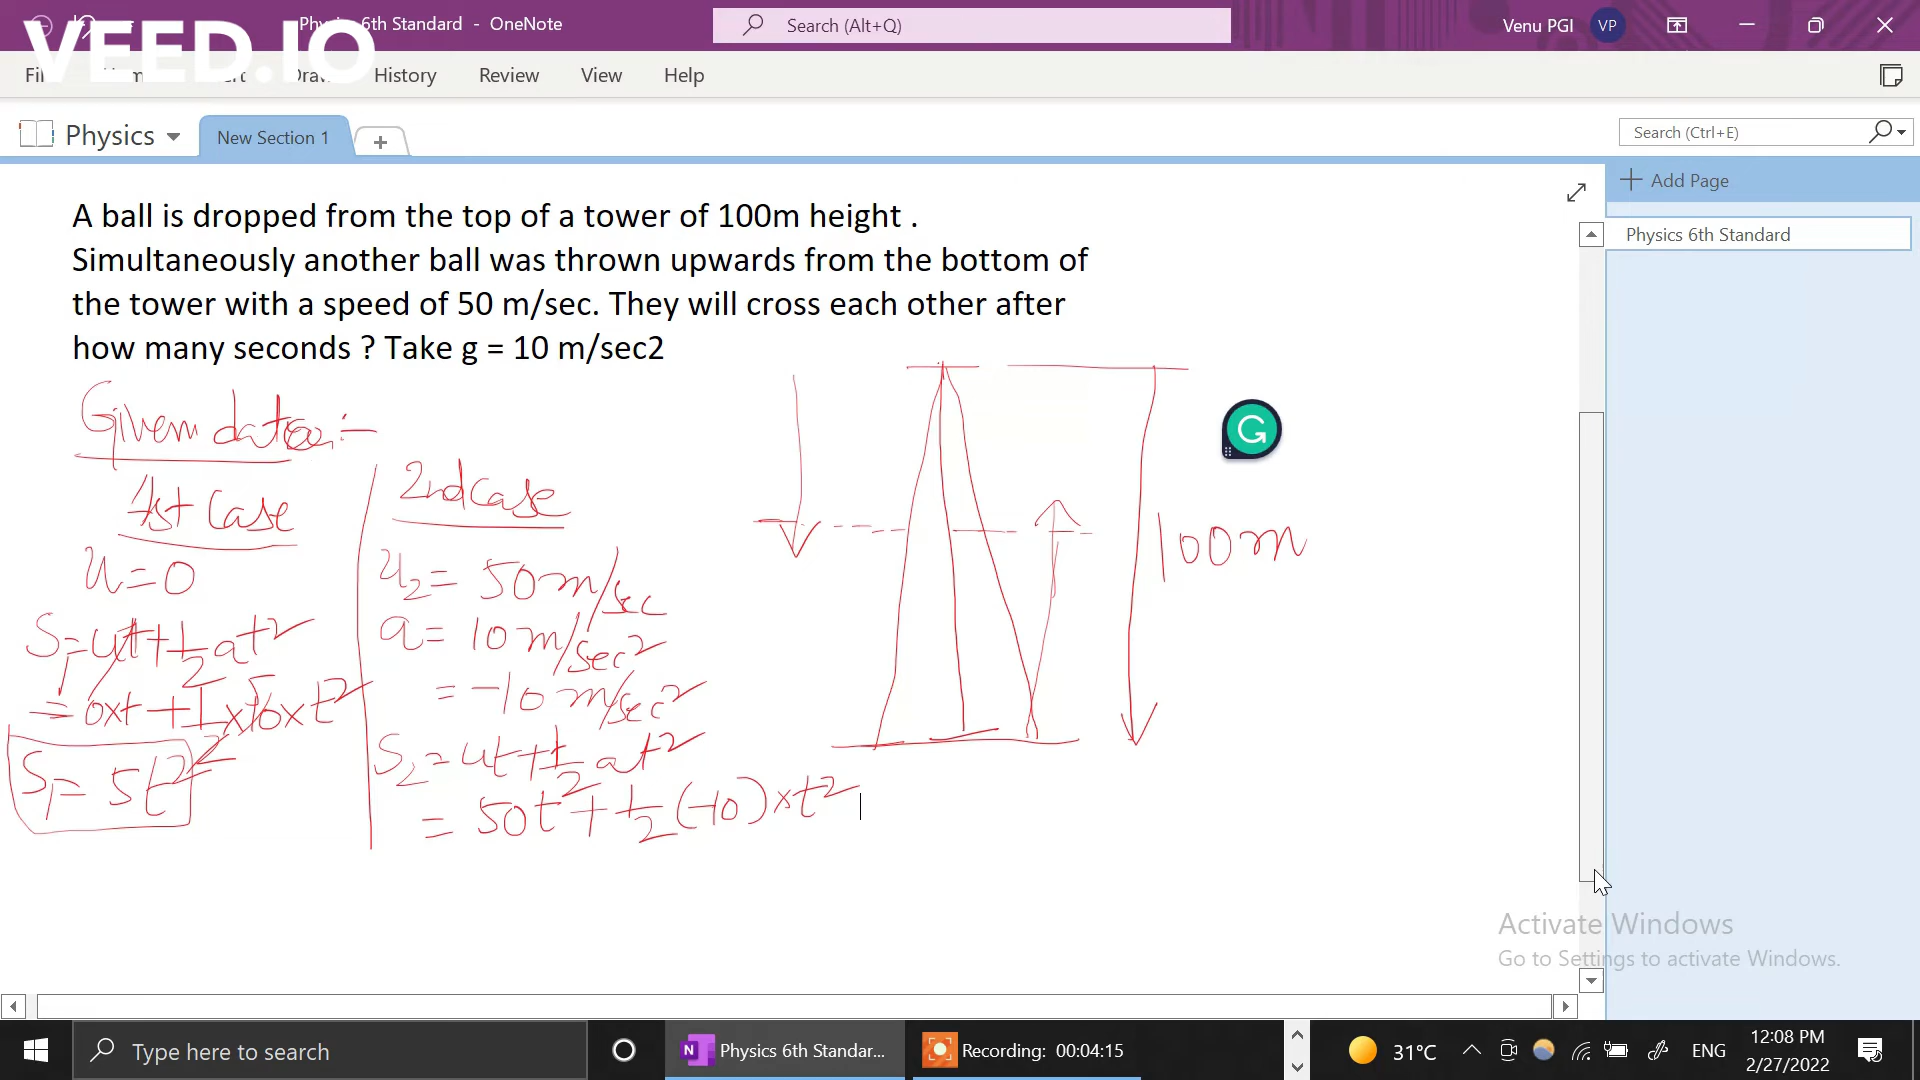 Physics 6th Standard - OneNote
Search (Alt+Q)
Venu PGI
VP
VEED.IO
History
Review
View
Help
Physics
New Section 1
+
Search (Ctrl+E)
Add Page
Physics 6th Standard
A ball is dropped from the top of a tower of 100m height .
Simultaneously another ball was thrown upwards from the bottom of
the tower with a speed of 50 m/sec. They will cross each other after
how many seconds ? Take g = 10 m/sec2
Given data:-
1st Case
u=0
S1=ut+1/2at²
=0xt+1/2x10xt²
5
S1=5t²
2nd case
u2=50m/sec
a=10m/sec²
=-10m/sec²
S2=ut+1/2at²
=50t+1/2(-10)xt²
100m
G
Activate Windows
Go to Settings to activate Windows.
Type here to search
N
Physics 6th Standar...
Recording: 00:04:15
31°C
ENG
12:08 PM
2/27/2022